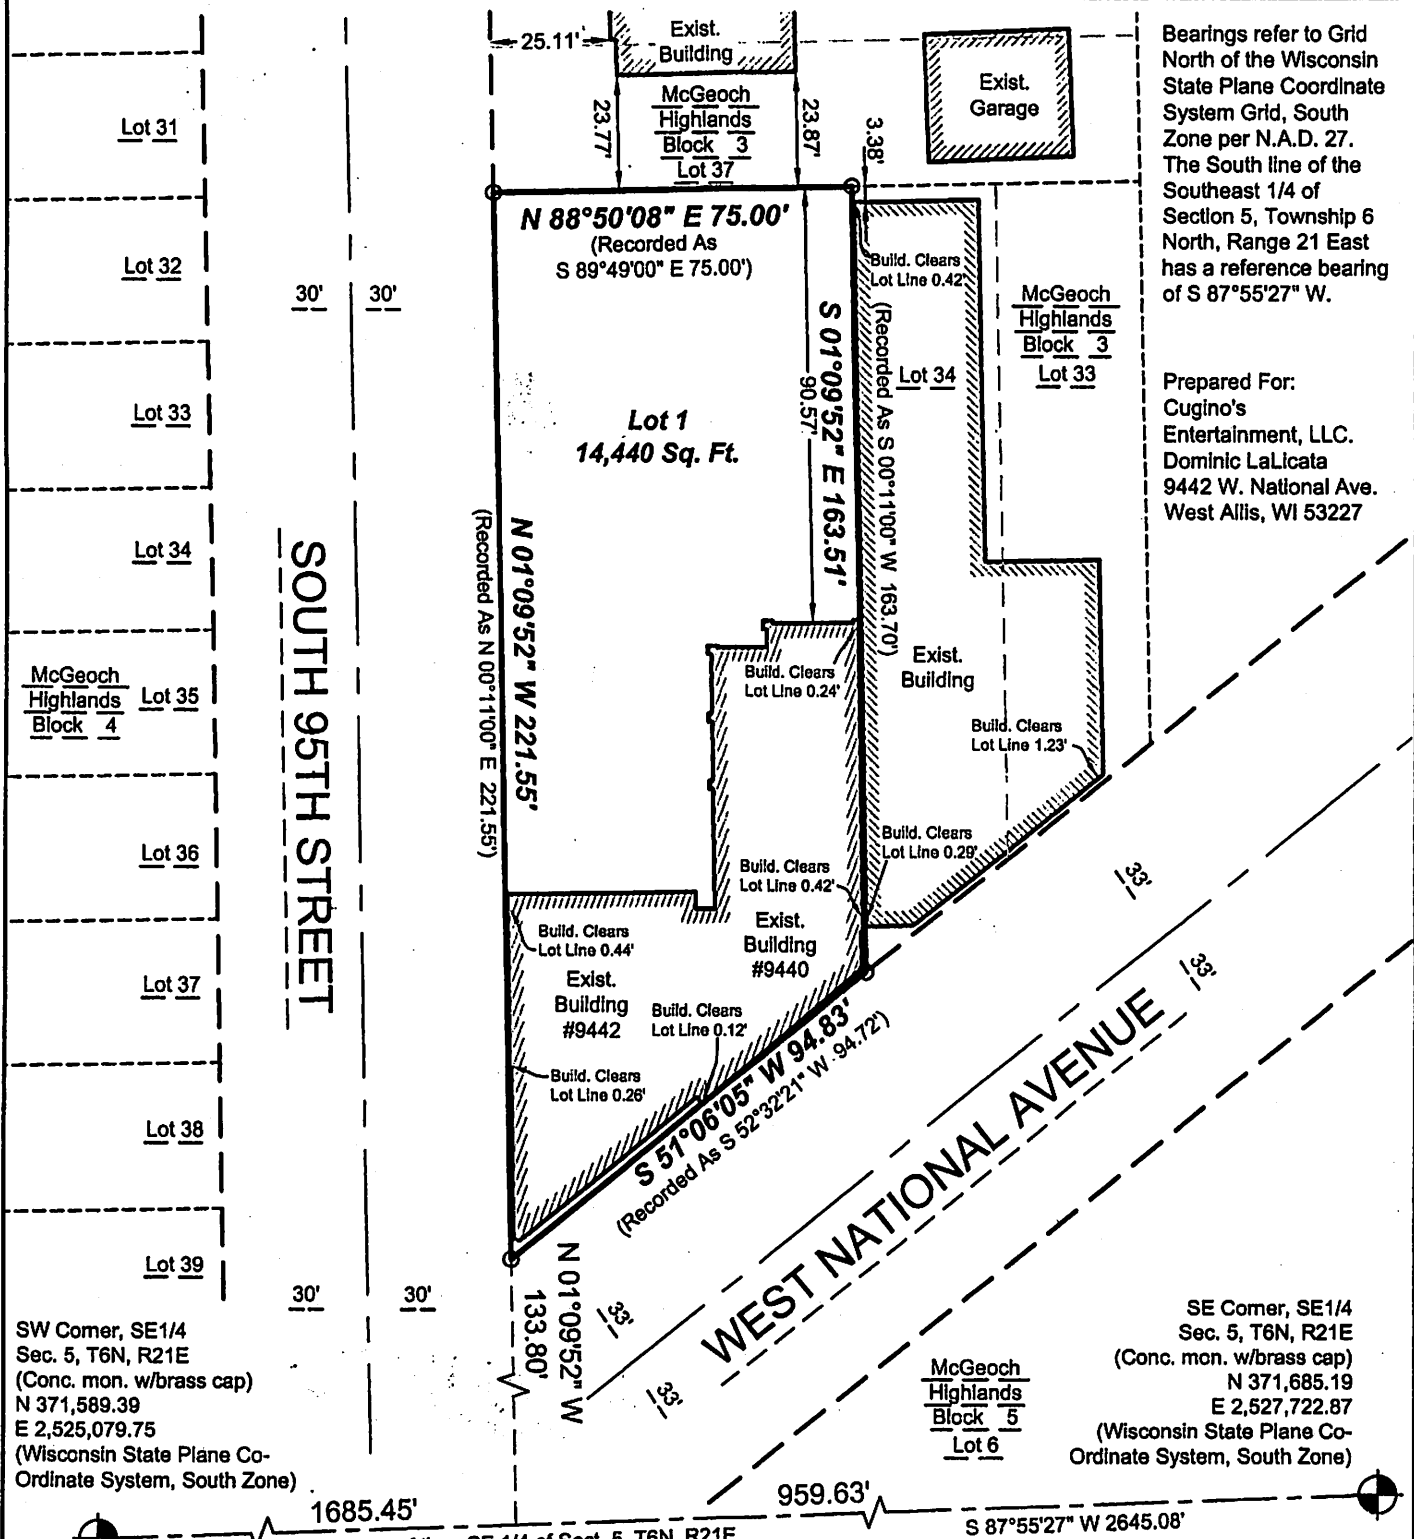 25.11'
Exist.
Building
Exist.
Garage
23.77'
McGeoch
Highlands
Block 3
Lot 37
23.87'
3.38'
Bearings refer to Grid
North of the Wisconsin
State Plane Coordinate
System Grid, South
Zone per N.A.D. 27.
The South line of the
Southeast 1/4 of
Section 5, Township 6
North, Range 21 East
has a reference bearing
of S 87°55'27" W.
Prepared For:
Cugino's
Entertainment, LLC.
Dominic LaLicata
9442 W. National Ave.
West Allis, WI 53227
Lot 31
Lot 32
Lot 33
Lot 34
McGeoch
Highlands
Block 4
Lot 35
Lot 36
Lot 37
Lot 38
Lot 39
30'
30'
SOUTH 95TH STREET
30'
30'
N 88°50'08" E 75.00'
(Recorded As
S 89°49'00" E 75.00')
Lot 1
14,440 Sq. Ft.
90.57'
S 01°09'52" E 163.51'
(Recorded As S 00°11'00" W 163.70')
N 01°09'52" W 221.55'
(Recorded As N 00°11'00" E 221.55')
Build. Clears
Lot Line 0.42'
Lot 34
McGeoch
Highlands
Block 3
Lot 33
Exist.
Building
Build. Clears
Lot Line 0.24'
Build. Clears
Lot Line 1.23'
Build. Clears
Lot Line 0.29'
Build. Clears
Lot Line 0.42'
Exist.
Building
#9440
Build. Clears
Lot Line 0.44'
Exist.
Building
#9442
Build. Clears
Lot Line 0.12'
Build. Clears
Lot Line 0.26'
S 51°06'05" W 94.83'
(Recorded As S 52°32'21" W 94.72')
33'
33'
WEST NATIONAL AVENUE
33'
33'
N 01°09'52" W
133.80'
SW Corner, SE1/4
Sec. 5, T6N, R21E
(Conc. mon. w/brass cap)
N 371,589.39
E 2,525,079.75
(Wisconsin State Plane Co-
Ordinate System, South Zone)
McGeoch
Highlands
Block 5
Lot 6
SE Corner, SE1/4
Sec. 5, T6N, R21E
(Conc. mon. w/brass cap)
N 371,685.19
E 2,527,722.87
(Wisconsin State Plane Co-
Ordinate System, South Zone)
1685.45'
959.63'
SE 1/4 of Sect. 5, T6N, R21E
S 87°55'27" W 2645.08'